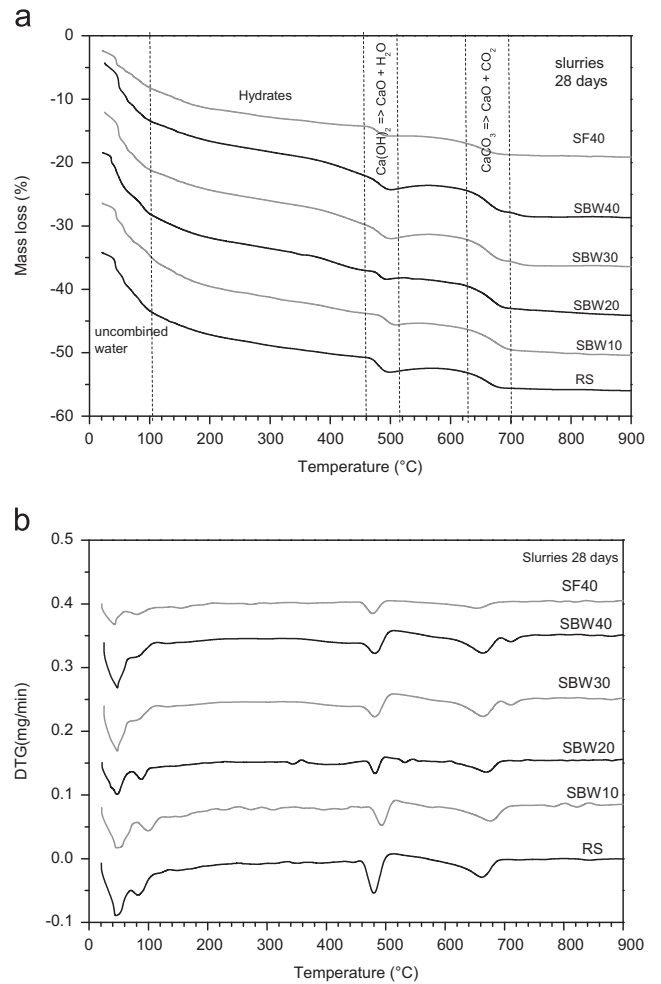 a
0
-10
-20
-30
-40
-50
-60
Mass loss (%)
Hydrates
Ca(OH)2 => CaO + H2O
CaCO3 => CaO + CO2
slurries
28 days
SF40
SBW40
SBW30
SBW20
SBW10
RS
uncombined
water
0 100 200 300 400 500 600 700 800 900
Temperature (°C)
b
0.5
0.4
0.3
0.2
0.1
0.0
-0.1
DTG(mg/min)
Slurries 28 days
SF40
SBW40
SBW30
SBW20
SBW10
RS
0 100 200 300 400 500 600 700 800 900
Temperature (°C)